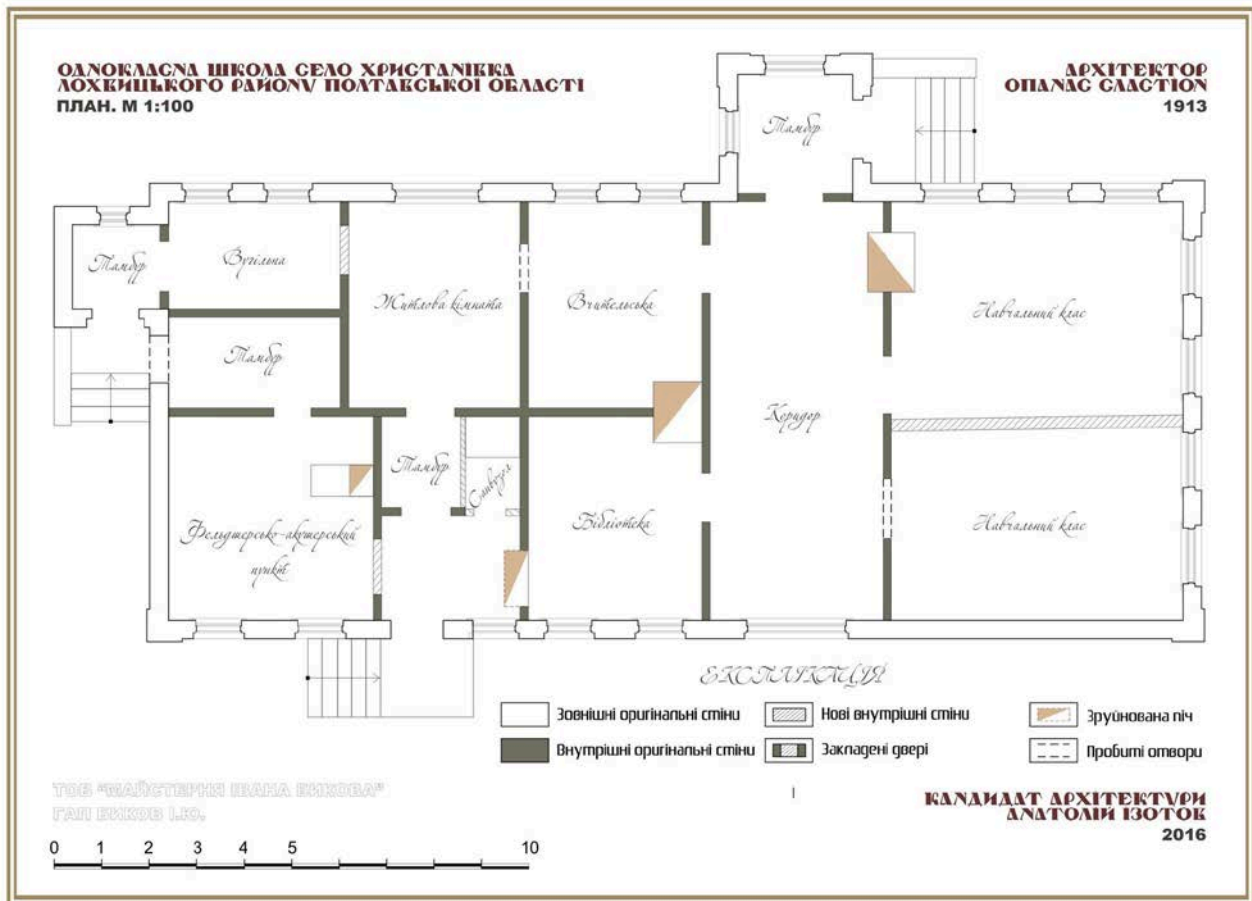 ОДНОКЛАСНА ШКОЛА СЕЛО ХРИСТАНІВКА
ЛОХВИЦЬКОГО РАЙОНУ ПОЛТАВСЬКОЇ ОБЛАСТІ
ПЛАН. М 1:100
АРХІТЕКТОР
ОПАНАС СЛАСТІОН
1913
Тамбур
Тамбур
Вугільна
Житлова кімната
Вчительська
Навчальний клас
Тамбур
Коридор
Тамбур
Санвузел
Бібліотека
Навчальний клас
Фельдшерсько-акушерський
пункт
ЕКСПЛІКАЦІЯ
Зовнішні оригінальні стіни
Нові внутрішні стіни
Зруйнована піч
Внутрішні оригінальні стіни
Закладені двері
Пробиті отвори
ТОВ "МАЙСТЕРНЯ ІВАНА БИКОВА"
ГАП БИКОВ І.Ю.
КАНДИДАТ АРХІТЕКТУРИ
АНАТОЛІЙ ІЗОТОВ
2016
0 1 2 3 4 5 10